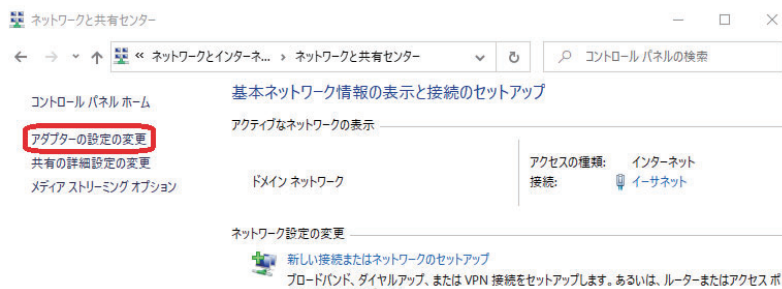 ネットワークと共有センター
« ネットワークとインターネ... › ネットワークと共有センター
コントロール パネルの検索
コントロール パネル ホーム
アダプターの設定の変更
共有の詳細設定の変更
メディア ストリーミング オプション
基本ネットワーク情報の表示と接続のセットアップ
アクティブなネットワークの表示
ドメイン ネットワーク
アクセスの種類: インターネット
接続: イーサネット
ネットワーク設定の変更
新しい接続またはネットワークのセットアップ
ブロードバンド、ダイヤルアップ、または VPN 接続をセットアップします。あるいは、ルーターまたはアクセス ポ